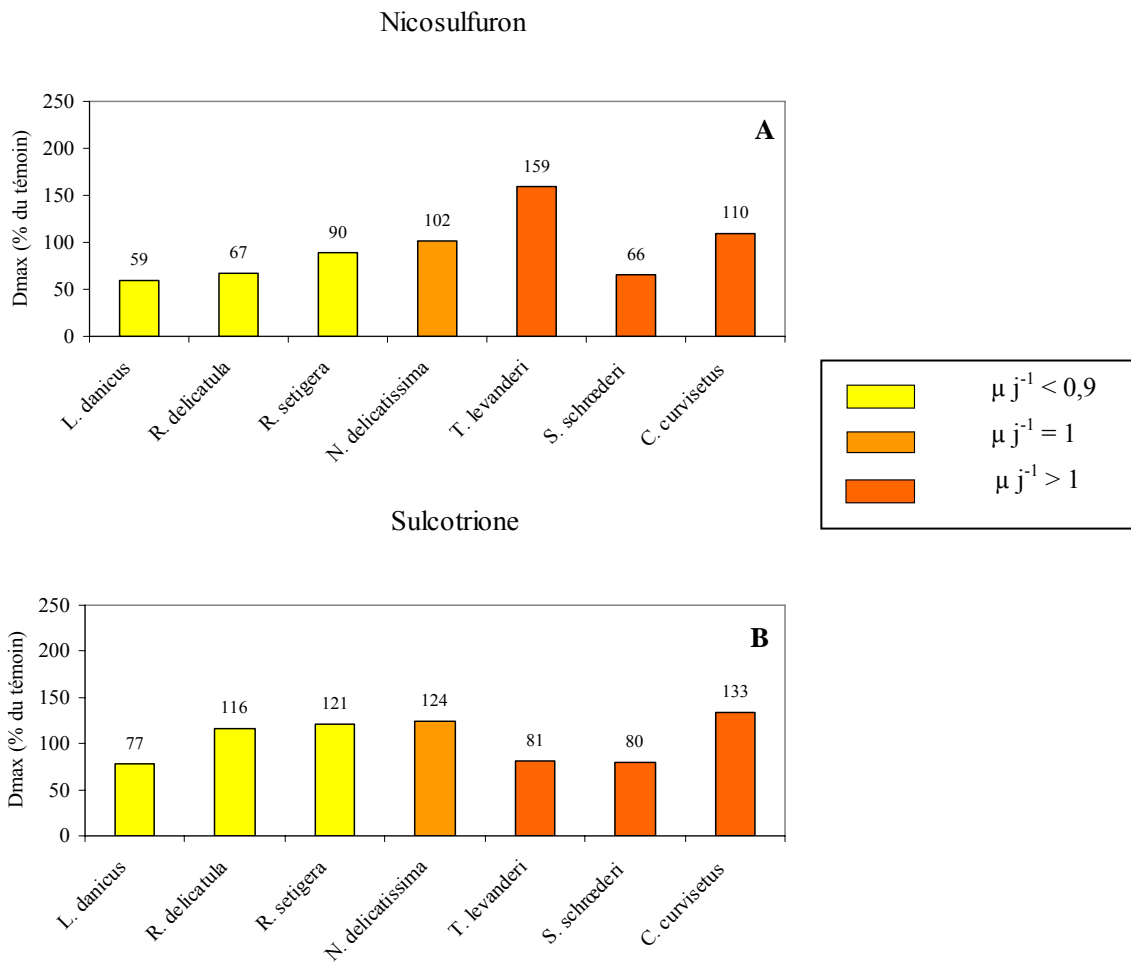 Nicosulfuron
A
Dmax (% du témoin)
250
200
150
100
50
0
59
67
90
102
159
66
110
L. danicus
R. delicatula
R. setigera
N. delicatissima
T. levanderi
S. schrœderi
C. curvisetus
µ j⁻¹ < 0,9
µ j⁻¹ = 1
µ j⁻¹ > 1
Sulcotrione
B
Dmax (% du témoin)
250
200
150
100
50
0
77
116
121
124
81
80
133
L. danicus
R. delicatula
R. setigera
N. delicatissima
T. levanderi
S. schrœderi
C. curvisetus